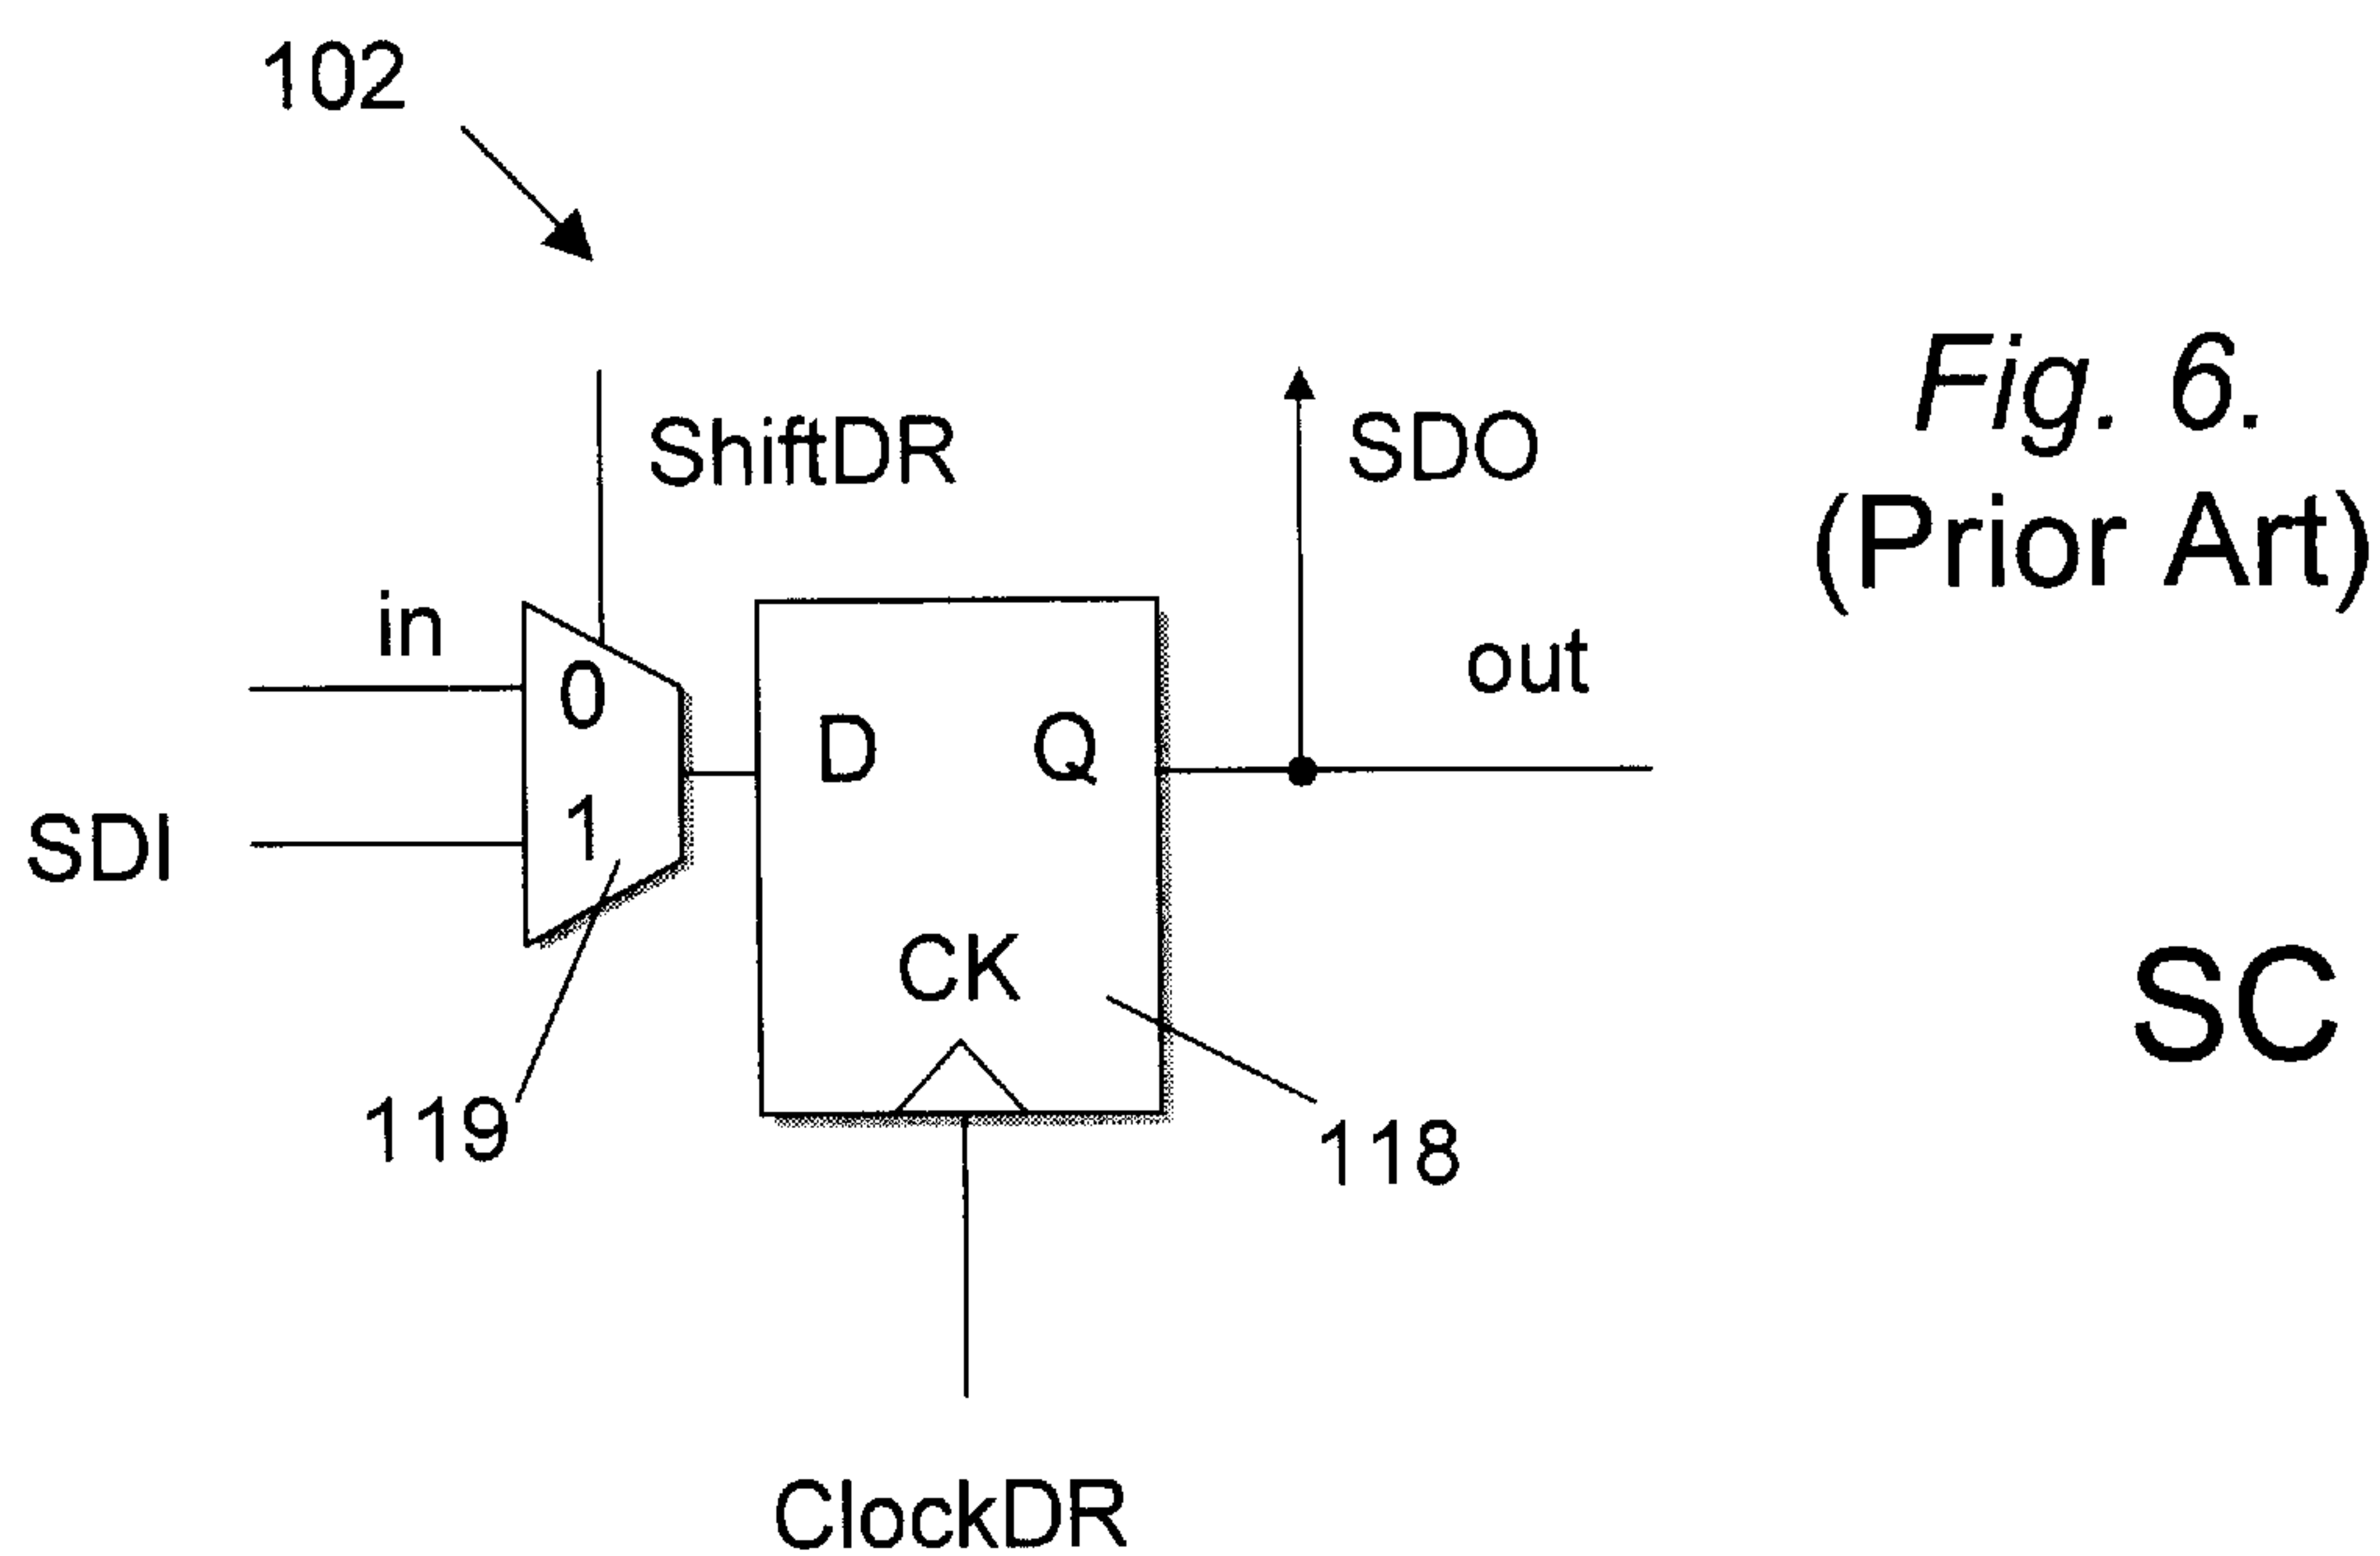 102
ShiftDR
SDO
Fig. 6.
(Prior Art)
in
out
0
D
Q
1
SDI
CK
SC
119
118
ClockDR